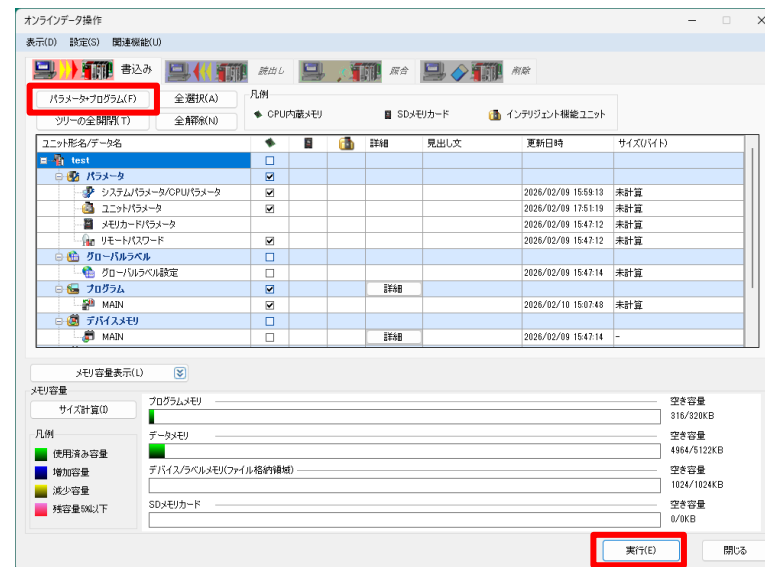 オンラインデータ操作
表示(D) 設定(S) 関連機能(U)
書込み 読出し 照合 削除
パラメータ+プログラム(F) 全選択(A) 凡例
ツリーの全開閉(T) 全解除(N) CPU内蔵メモリ SDメモリカード インテリジェント機能ユニット
ユニット形名/データ名 詳細 見出し文 更新日時 サイズ(バイト)
test
パラメータ
システムパラメータ/CPUパラメータ 2026/02/09 15:59:13 未計算
ユニットパラメータ 2026/02/09 17:51:19 未計算
メモリカードパラメータ 2026/02/09 15:47:12 未計算
リモートパスワード 2026/02/09 15:47:12 未計算
グローバルラベル
グローバルラベル設定 2026/02/09 15:47:14 未計算
プログラム 詳細
MAIN 2026/02/10 15:07:48 未計算
デバイスメモリ
MAIN 詳細 2026/02/09 15:47:14 -
メモリ容量表示(L)
メモリ容量
サイズ計算(I)
プログラムメモリ 空き容量
316/320KB
凡例
データメモリ 空き容量
使用済み容量 4964/5122KB
増加容量 デバイス/ラベルメモリ(ファイル格納領域) 空き容量
減少容量 1024/1024KB
残容量5%以下 SDメモリカード 空き容量
0/0KB
実行(E) 閉じる